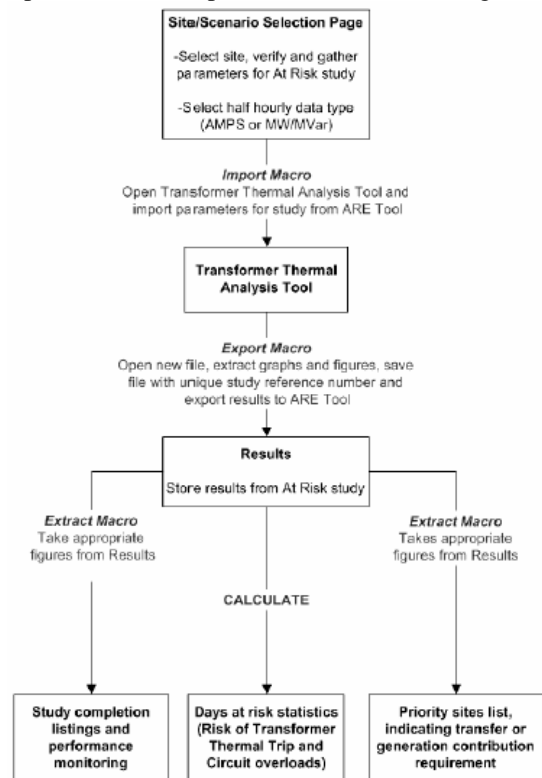 Site/Scenario Selection Page
-Select site, verify and gather
parameters for At Risk study
-Select half hourly data type
(AMPS or MW/MVar)
Import Macro
Open Transformer Thermal Analysis Tool and
import parameters for study from ARE Tool
Transformer Thermal
Analysis Tool
Export Macro
Open new file, extract graphs and figures, save
file with unique study reference number and
export results to ARE Tool
Results
Store results from At Risk study
Extract Macro
Take appropriate
figures from Results
Extract Macro
Takes appropriate
figures from Results
CALCULATE
Study completion
listings and
performance
monitoring
Days at risk statistics
(Risk of Transformer
Thermal Trip and
Circuit overloads)
Priority sites list,
indicating transfer or
generation contribution
requirement